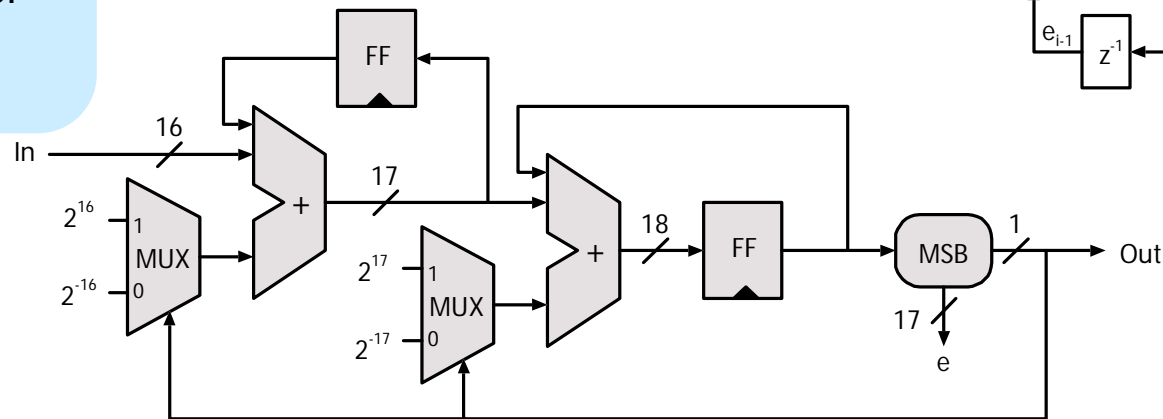 FF
e_{i-1}
z^{-1}
16
In
17
2^{16}
1
+
MUX
2^{-16}
0
18
FF
2^{17}
1
+
MUX
2^{-17}
0
MSB
1
Out
17
e